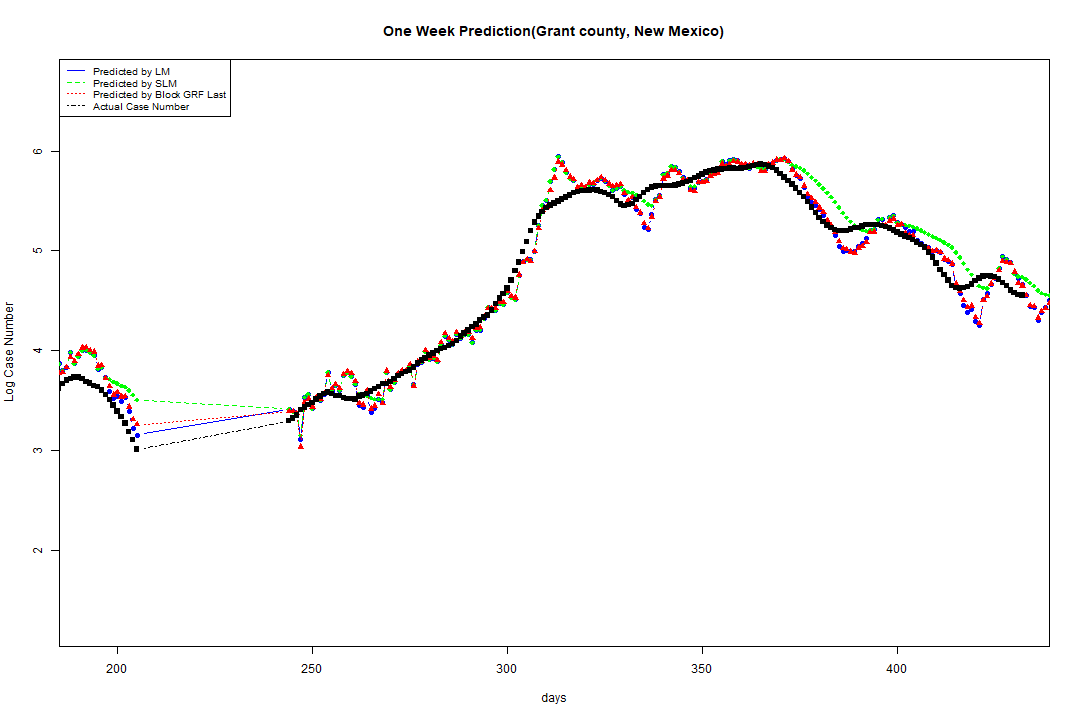 One Week Prediction(Grant county, New Mexico)
Predicted by LM
Predicted by SLM
Predicted by Block GRF Last
Actual Case Number
6
5
4
3
2
Log Case Number
200 250 300 350 400
days